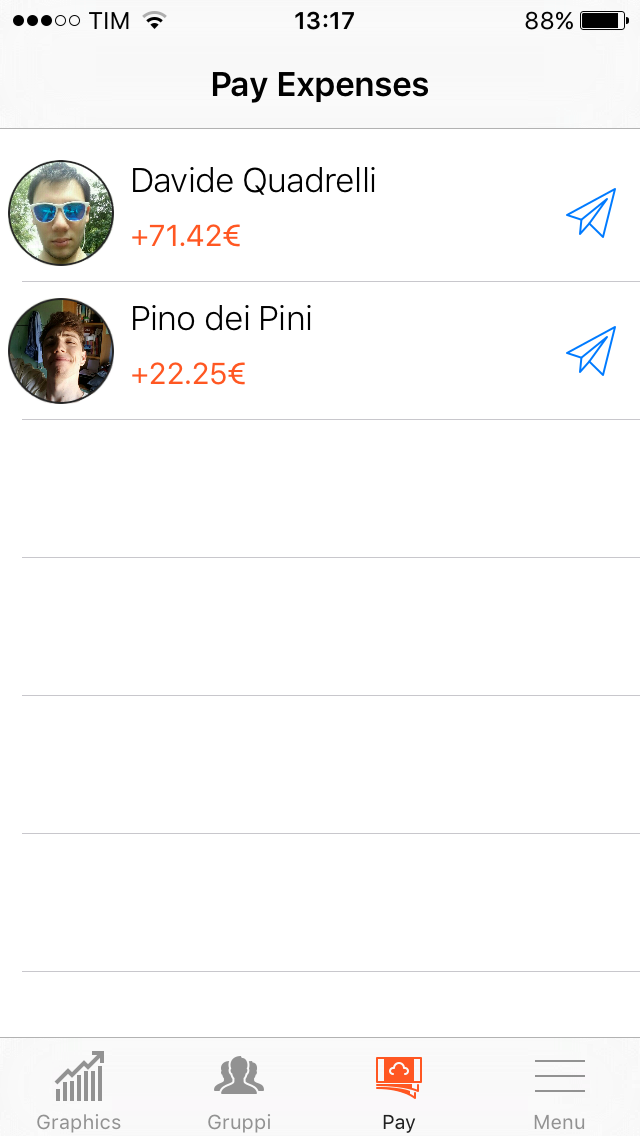 TIM 13:17 88%
Pay Expenses
Davide Quadrelli
+71.42€
Pino dei Pini
+22.25€
Graphics Gruppi Pay Menu